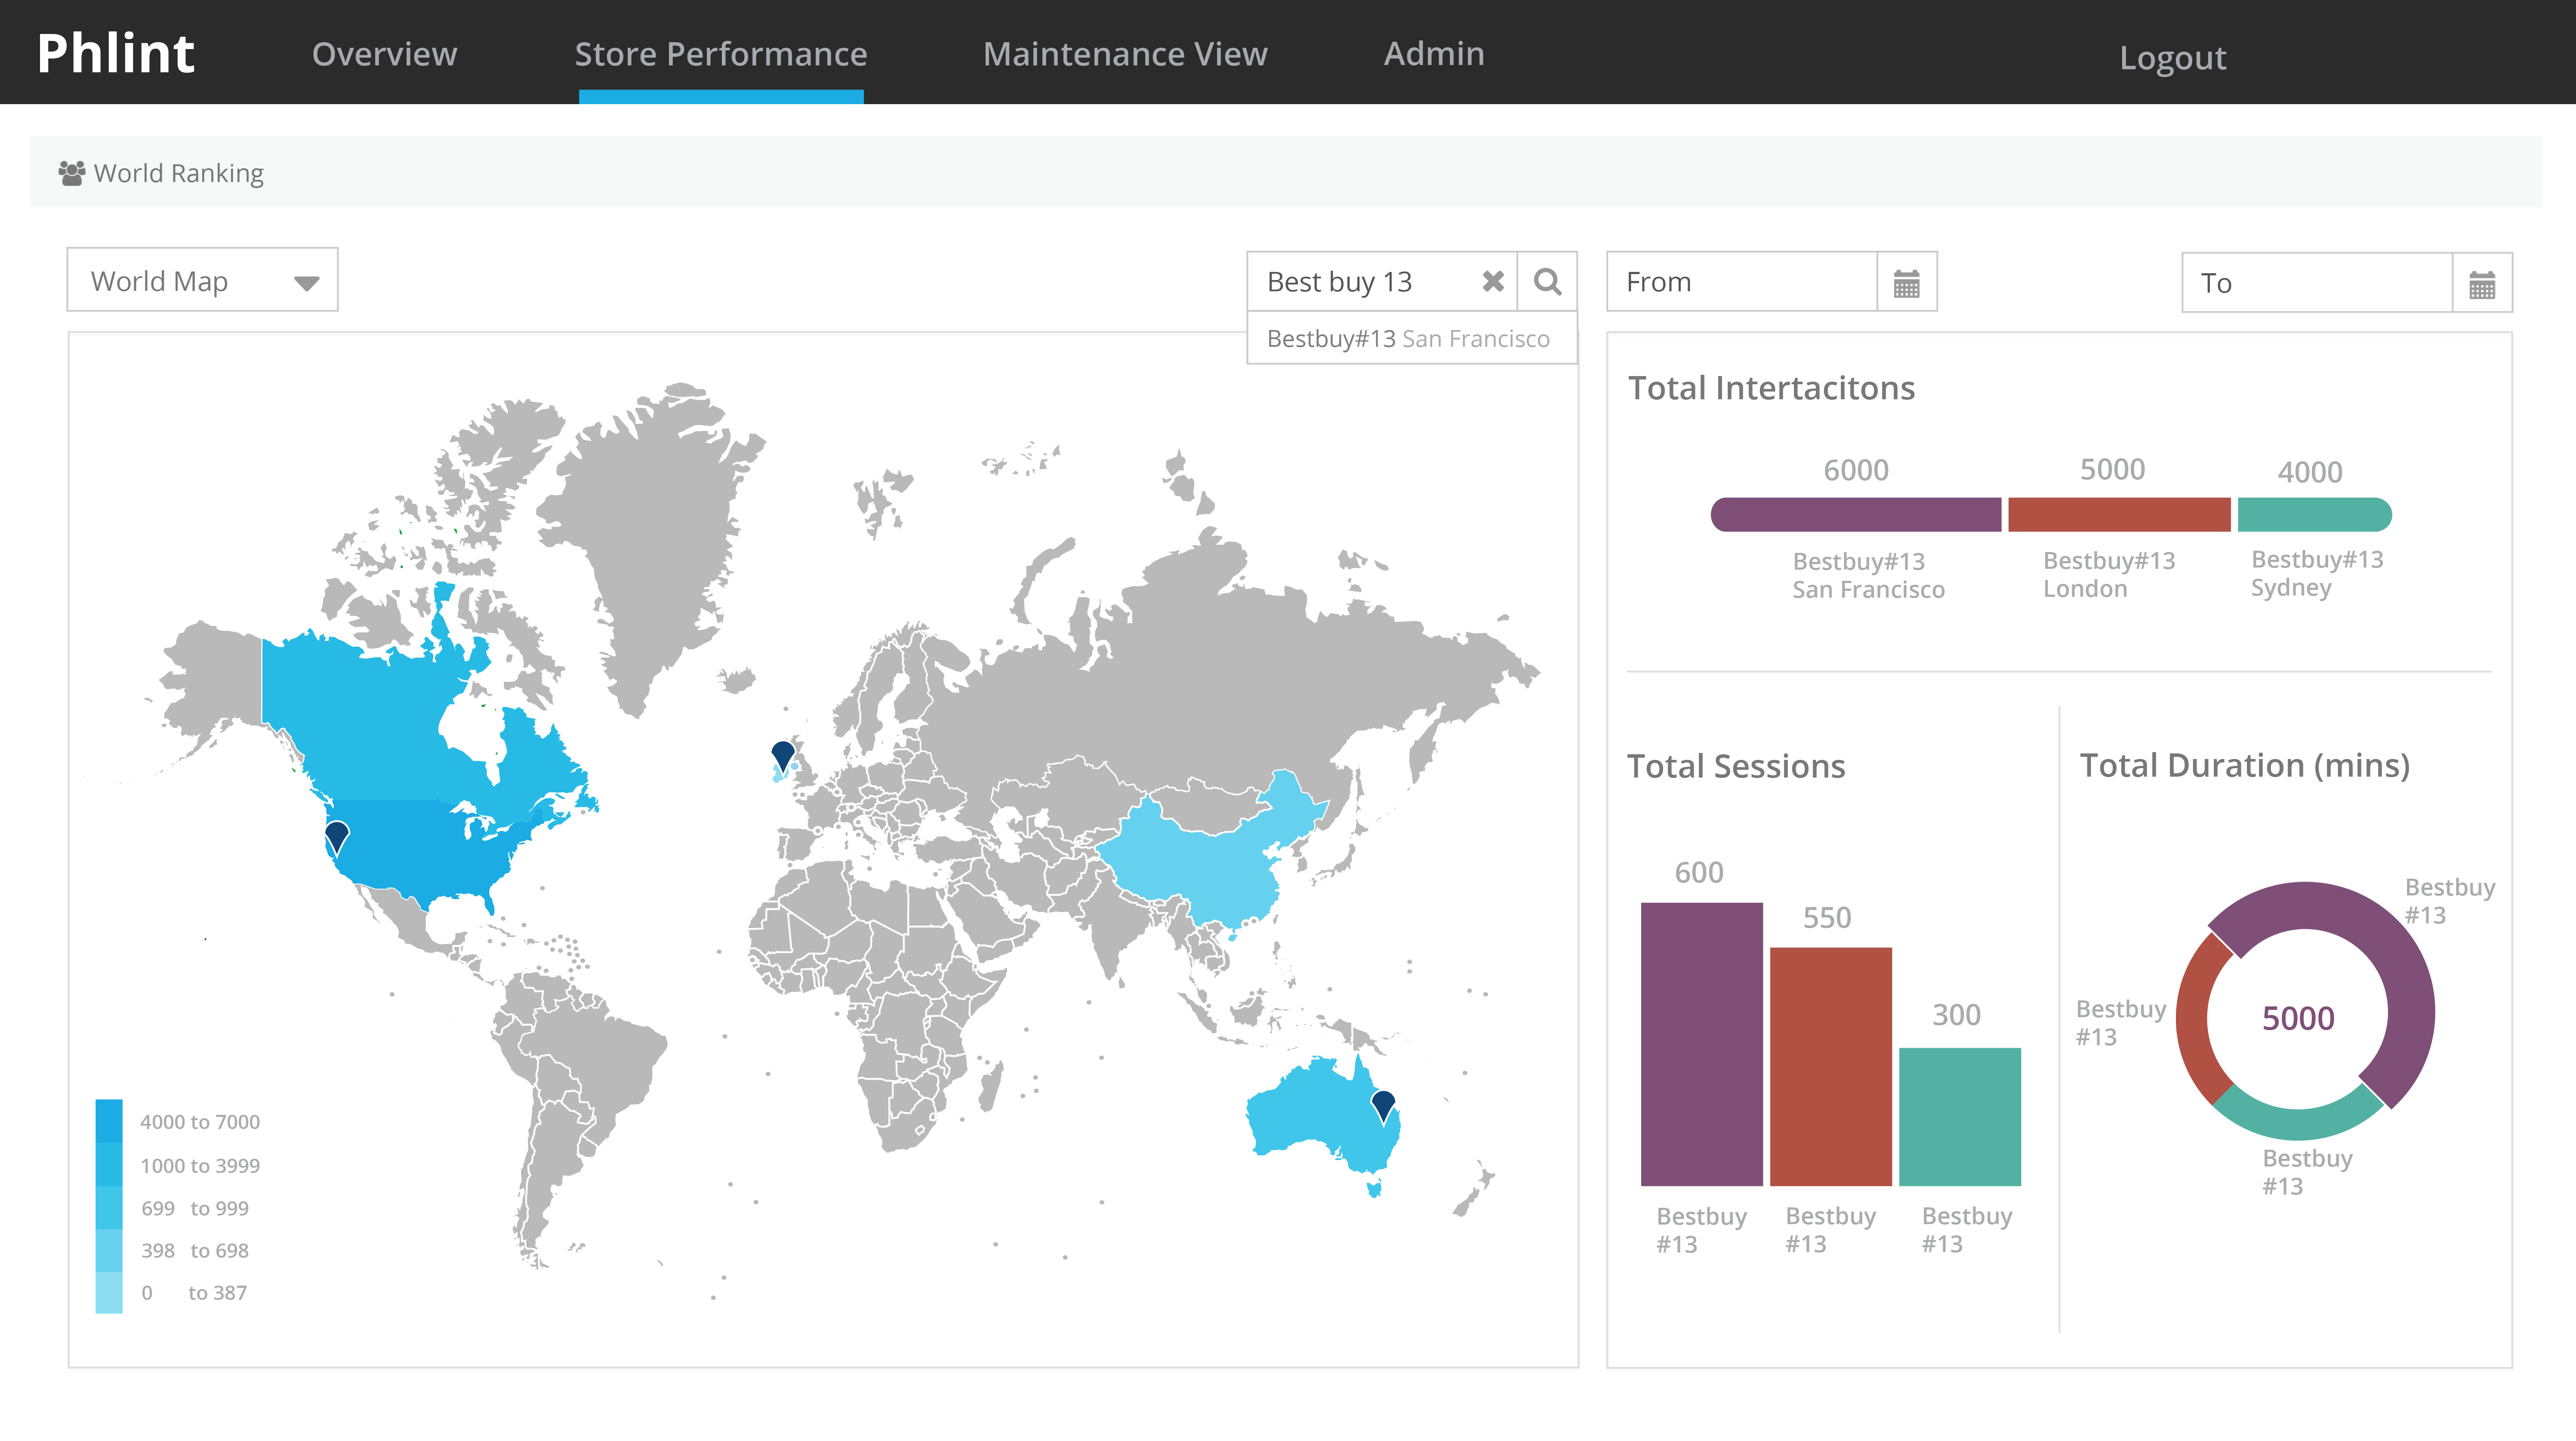 Phlint Overview Store Performance Maintenance View Admin Logout
World Ranking
World Map
Best buy 13
Bestbuy#13 San Francisco
From
To
4000 to 7000
1000 to 3999
699 to 999
398 to 698
0 to 387
Total Intertacitons
6000 5000 4000
Bestbuy#13
San Francisco
Bestbuy#13
London
Bestbuy#13
Sydney
Total Sessions
600
550
300
Bestbuy
#13
Bestbuy
#13
Bestbuy
#13
Total Duration (mins)
Bestbuy
#13
Bestbuy
#13
5000
Bestbuy
#13